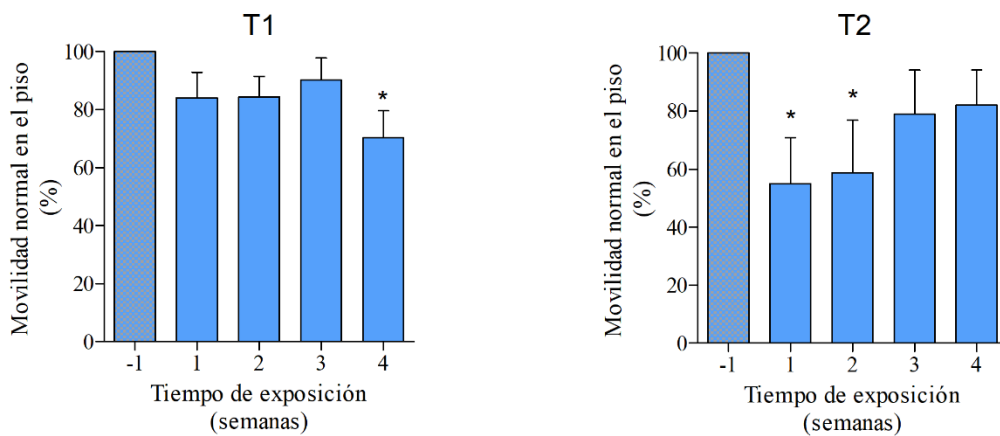 T1
Movilidad normal en el piso
(%)
100
80
60
40
20
0
*
-1 1 2 3 4
Tiempo de exposición
(semanas)
T2
Movilidad normal en el piso
(%)
100
80
60
40
20
0
* *
-1 1 2 3 4
Tiempo de exposición
(semanas)